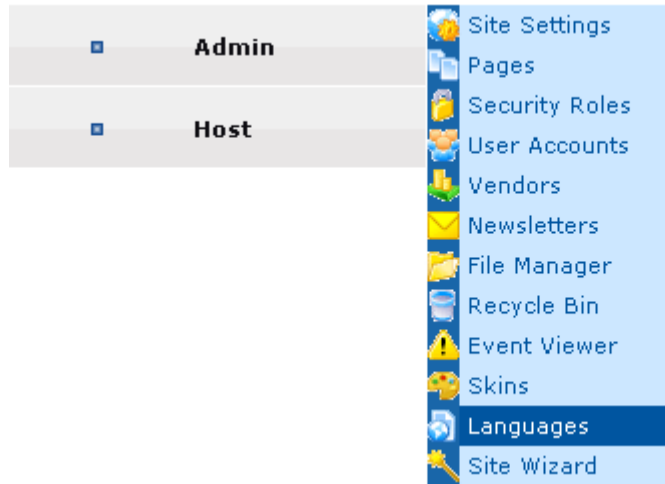 Admin
Host
Site Settings
Pages
Security Roles
User Accounts
Vendors
Newsletters
File Manager
Recycle Bin
Event Viewer
Skins
Languages
Site Wizard